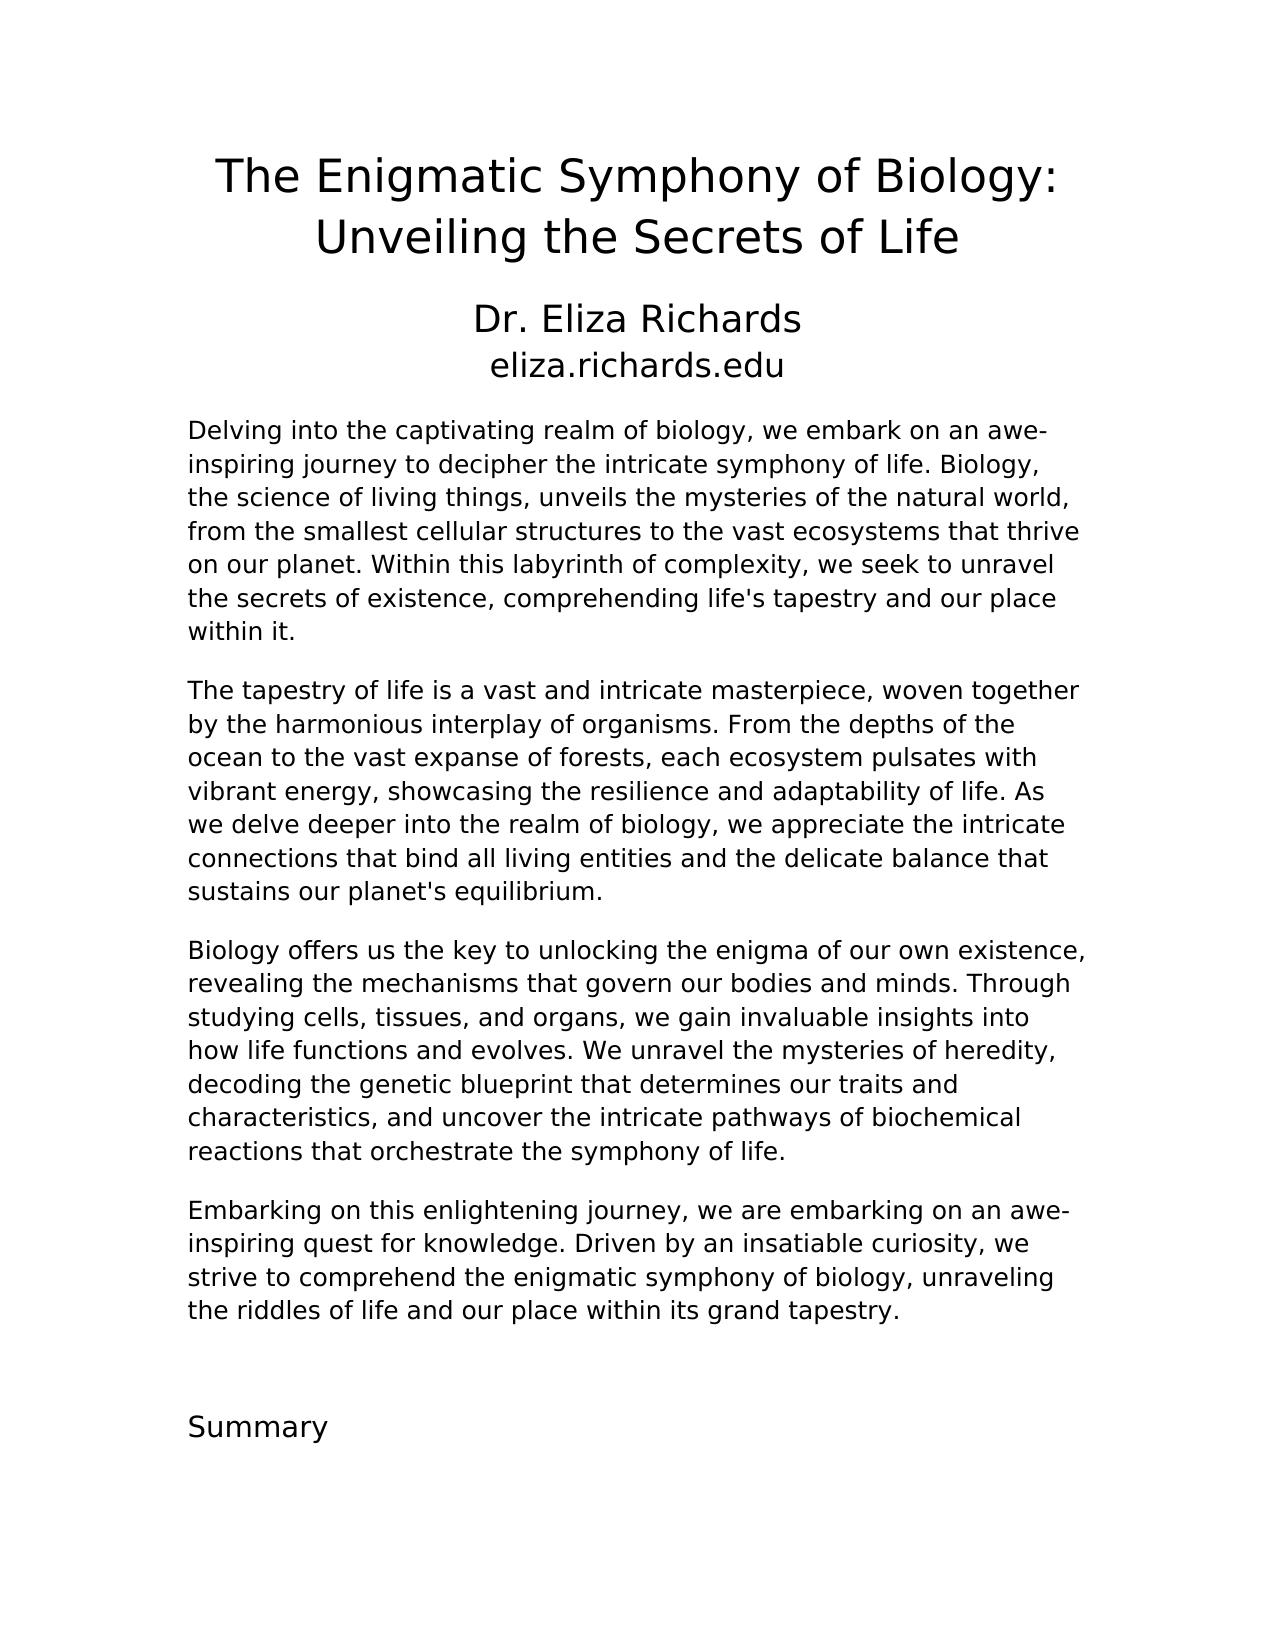 The Enigmatic Symphony of Biology:
Unveiling the Secrets of Life
Dr. Eliza Richards
eliza.richards.edu
Delving into the captivating realm of biology, we embark on an awe-
inspiring journey to decipher the intricate symphony of life. Biology,
the science of living things, unveils the mysteries of the natural world,
from the smallest cellular structures to the vast ecosystems that thrive
on our planet. Within this labyrinth of complexity, we seek to unravel
the secrets of existence, comprehending life's tapestry and our place
within it.
The tapestry of life is a vast and intricate masterpiece, woven together
by the harmonious interplay of organisms. From the depths of the
ocean to the vast expanse of forests, each ecosystem pulsates with
vibrant energy, showcasing the resilience and adaptability of life. As
we delve deeper into the realm of biology, we appreciate the intricate
connections that bind all living entities and the delicate balance that
sustains our planet's equilibrium.
Biology offers us the key to unlocking the enigma of our own existence,
revealing the mechanisms that govern our bodies and minds. Through
studying cells, tissues, and organs, we gain invaluable insights into
how life functions and evolves. We unravel the mysteries of heredity,
decoding the genetic blueprint that determines our traits and
characteristics, and uncover the intricate pathways of biochemical
reactions that orchestrate the symphony of life.
Embarking on this enlightening journey, we are embarking on an awe-
inspiring quest for knowledge. Driven by an insatiable curiosity, we
strive to comprehend the enigmatic symphony of biology, unraveling
the riddles of life and our place within its grand tapestry.
Summary